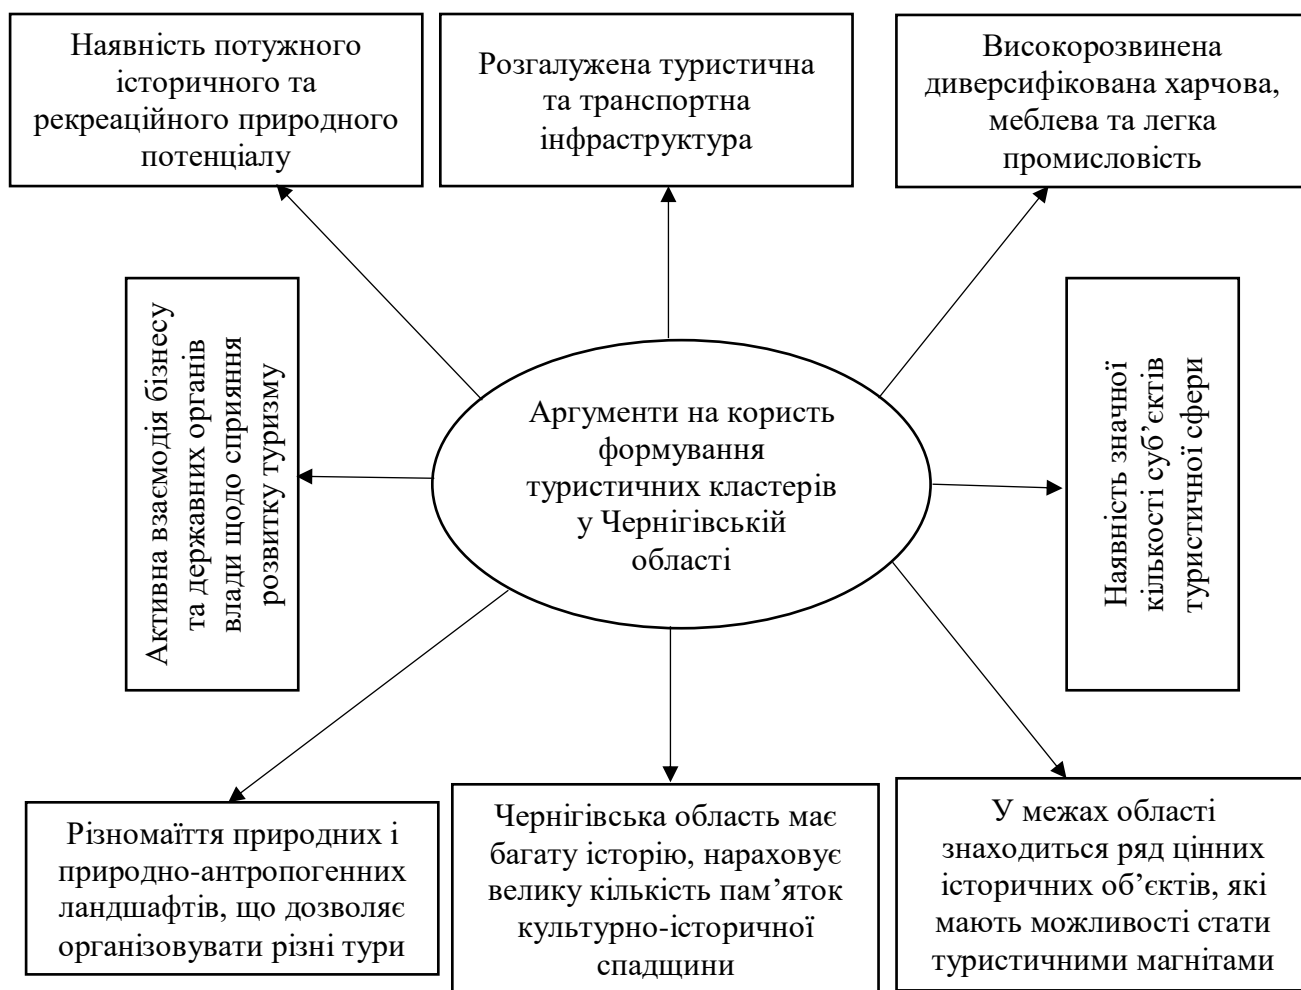 Наявність потужного
історичного та
рекреаційного природного
потенціалу
Розгалужена туристична
та транспортна
інфраструктура
Високорозвинена
диверсифікована харчова,
меблева та легка
промисловість
Активна взаємодія бізнесу
та державних органів
влади щодо сприяння
розвитку туризму
Аргументи на користь
формування
туристичних кластерів
у Чернігівській
області
Наявність значної
кількості суб’єктів
туристичної сфери
Різномаїття природних і
природно-антропогенних
ландшафтів, що дозволяє
організовувати різні тури
Чернігівська область має
багату історію, нараховує
велику кількість пам’яток
культурно-історичної
спадщини
У межах області
знаходиться ряд цінних
історичних об’єктів, які
мають можливості стати
туристичними магнітами